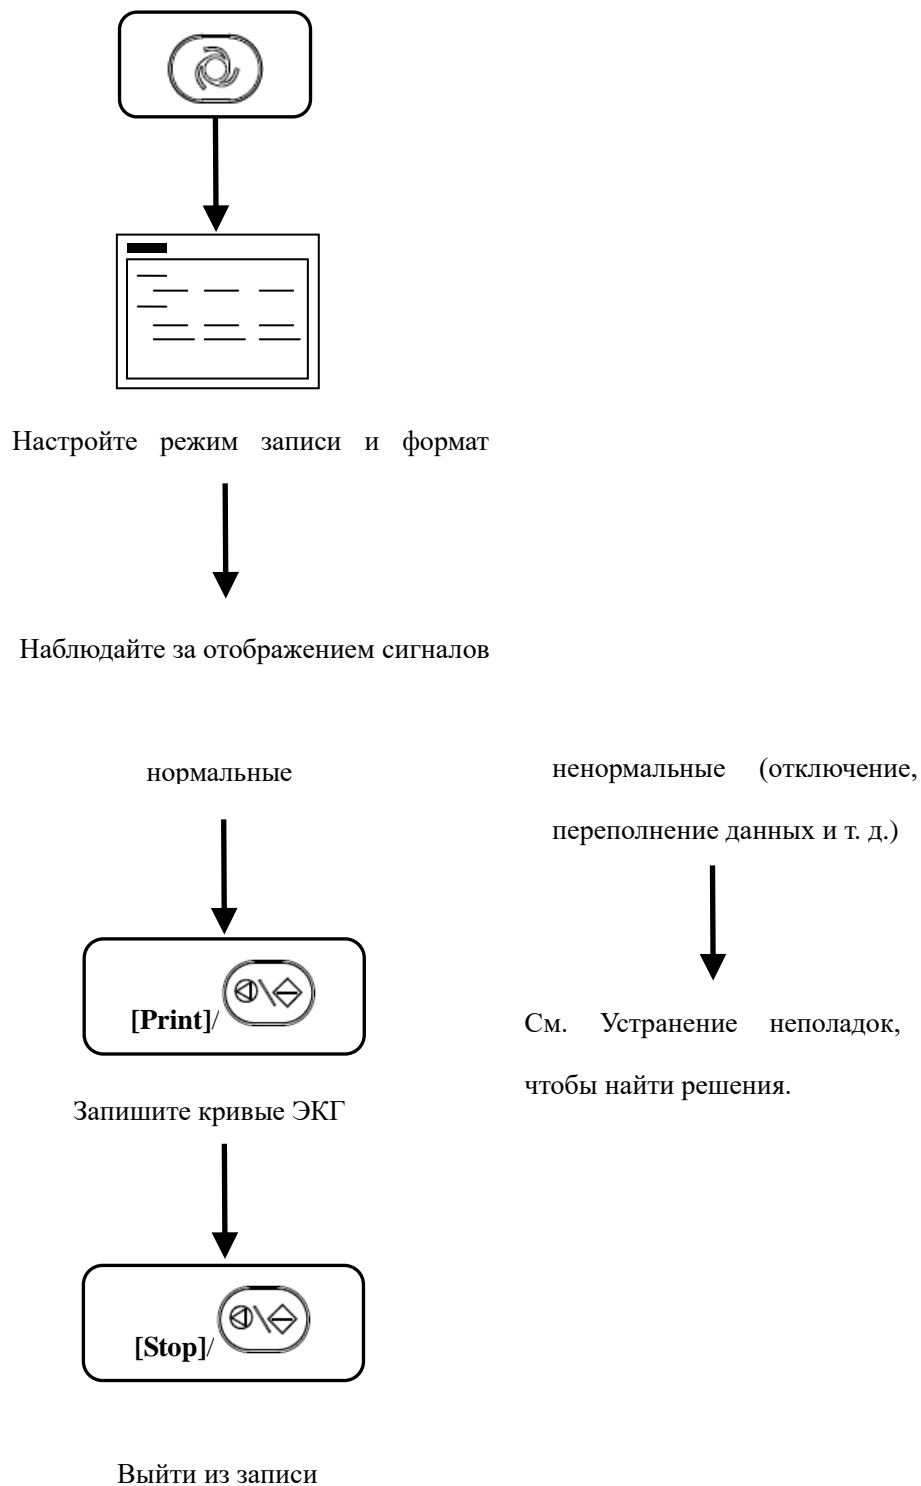 Настройте режим записи и формат
Наблюдайте за отображением сигналов
нормальные
ненормальные (отключение,
переполнение данных и т. д.)
[Print]/
См. Устранение неполадок,
чтобы найти решения.
Запишите кривые ЭКГ
[Stop]/
Выйти из записи